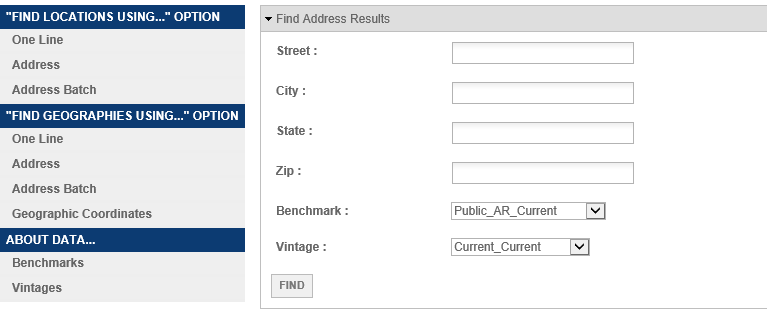 "FIND LOCATIONS USING..." OPTION
One Line
Address
Address Batch
"FIND GEOGRAPHIES USING..." OPTION
One Line
Address
Address Batch
Geographic Coordinates
ABOUT DATA...
Benchmarks
Vintages
Find Address Results
Street :
City :
State :
Zip :
Benchmark : Public_AR_Current
Vintage : Current_Current
FIND